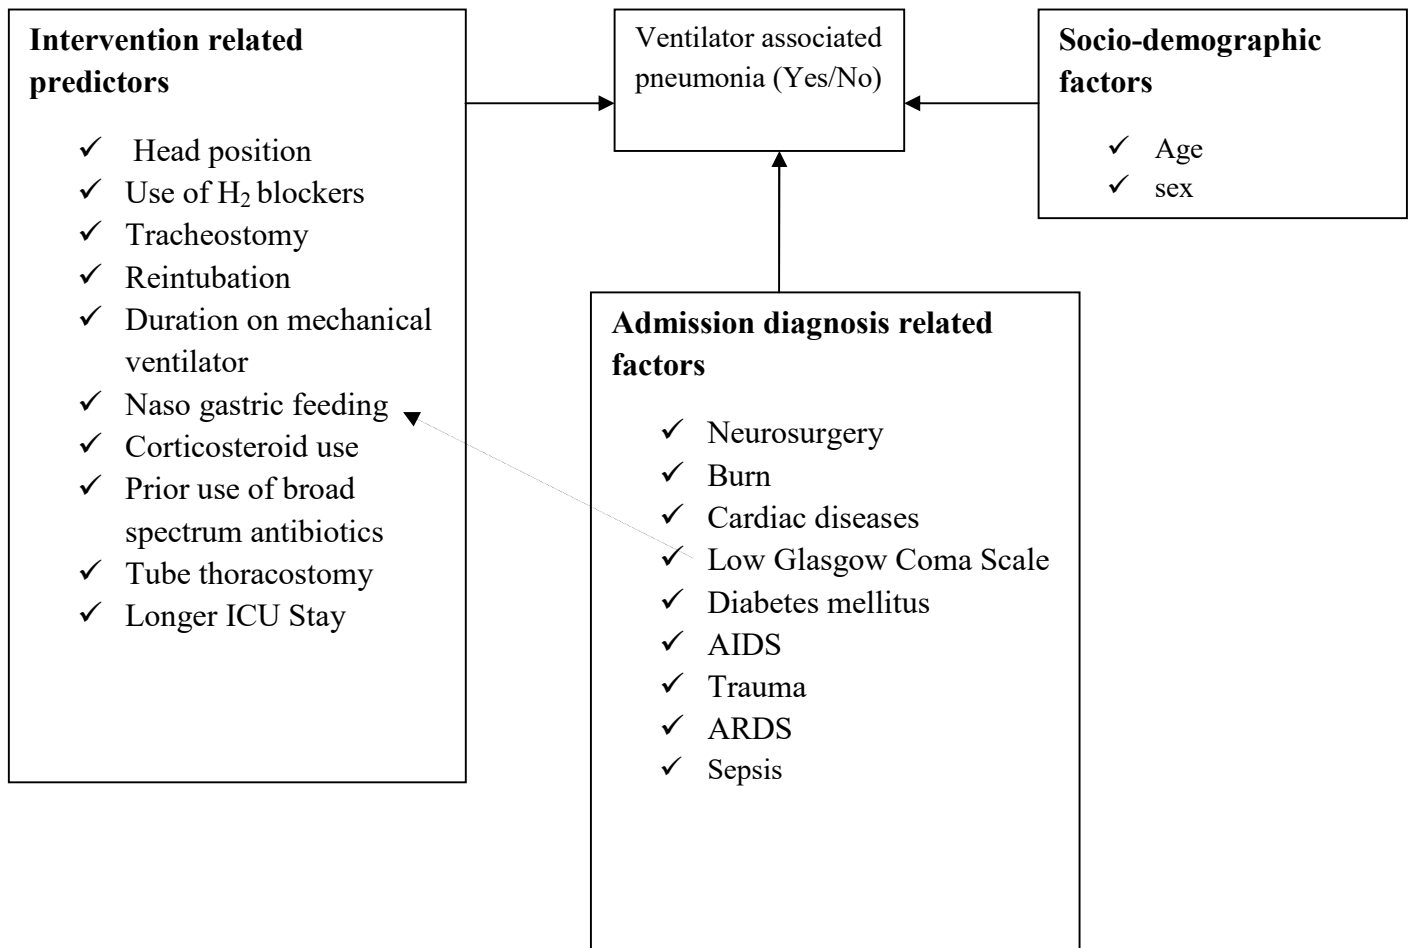 Intervention related
predictors
✓ Head position
✓ Use of H₂ blockers
✓ Tracheostomy
✓ Reintubation
✓ Duration on mechanical
ventilator
✓ Naso gastric feeding
✓ Corticosteroid use
✓ Prior use of broad
spectrum antibiotics
✓ Tube thoracostomy
✓ Longer ICU Stay
Ventilator associated
pneumonia (Yes/No)
Socio-demographic
factors
✓ Age
✓ sex
Admission diagnosis related
factors
✓ Neurosurgery
✓ Burn
✓ Cardiac diseases
✓ Low Glasgow Coma Scale
✓ Diabetes mellitus
✓ AIDS
✓ Trauma
✓ ARDS
✓ Sepsis